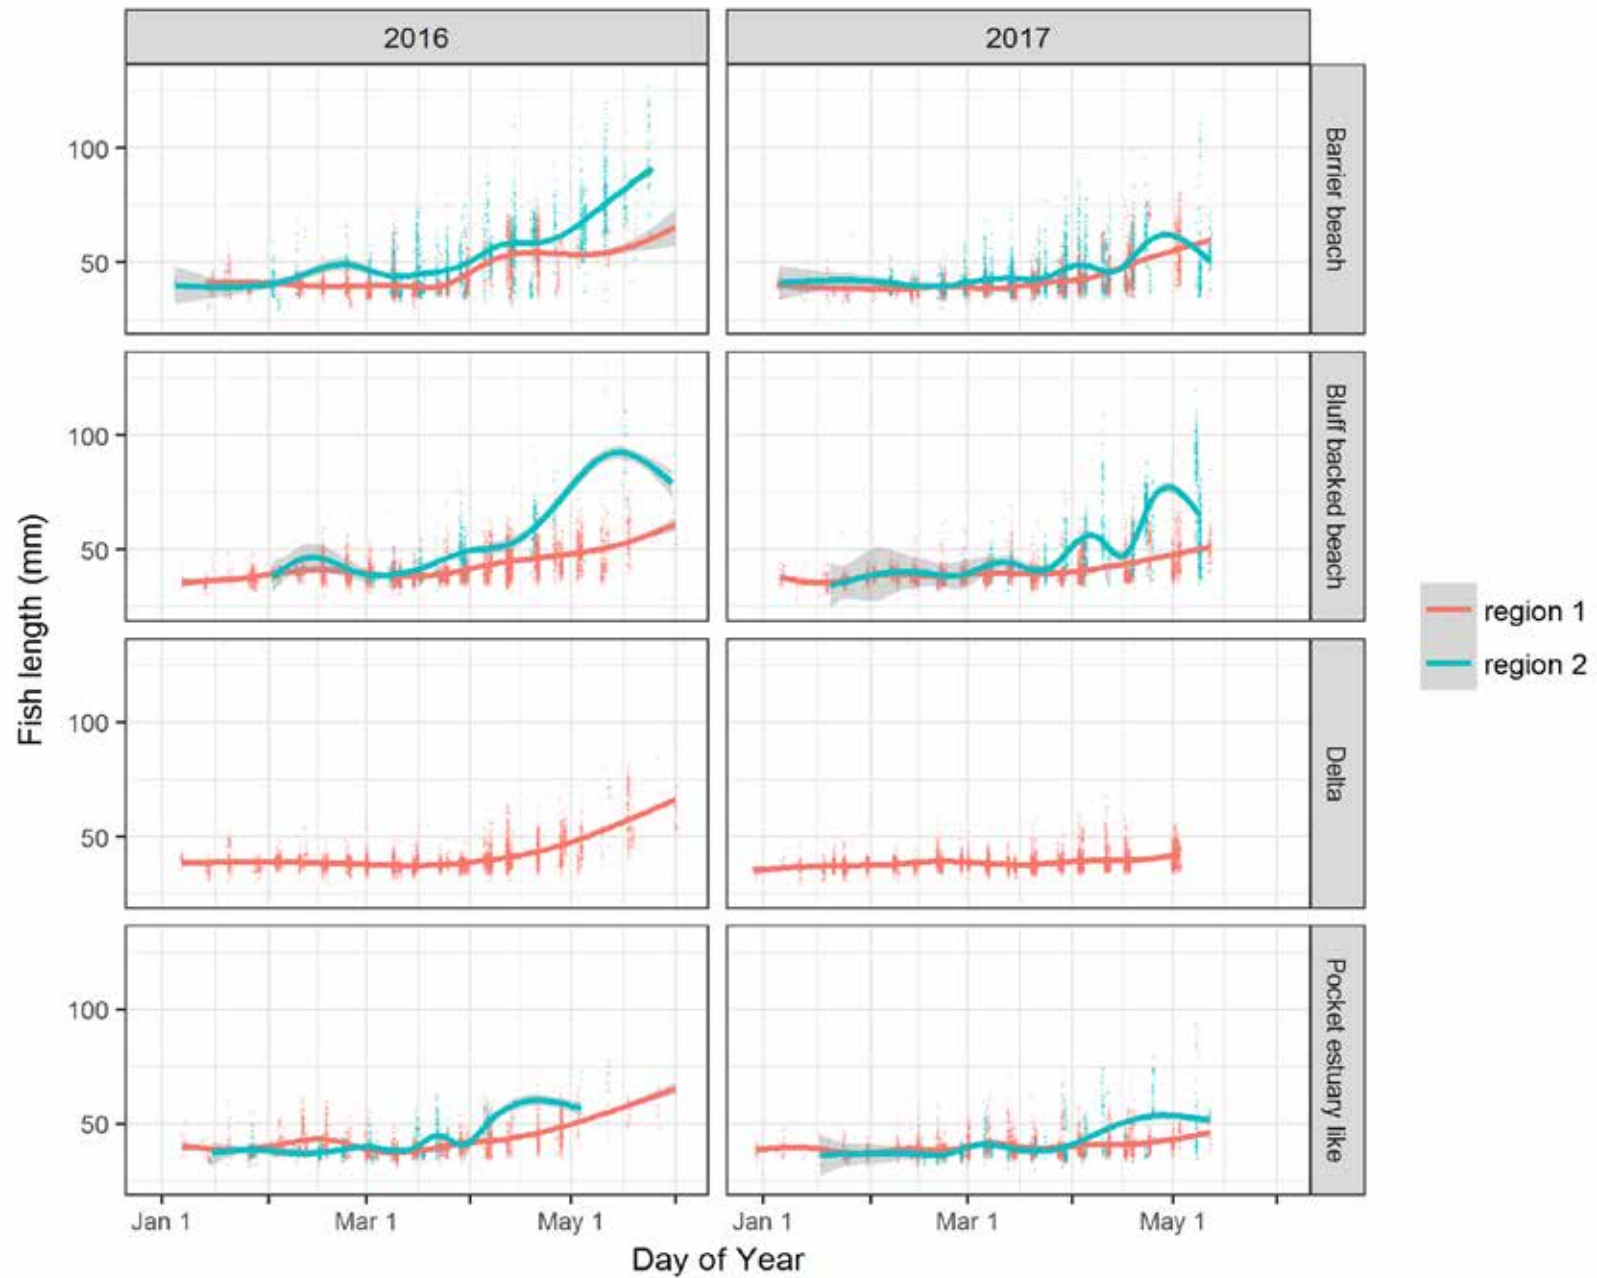 2016
2017
100
50
Barrier beach
100
50
Bluff backed beach
Fish length (mm)
100
50
Delta
region 1
region 2
100
50
Pocket estuary like
Jan 1
Mar 1
May 1
Jan 1
Mar 1
May 1
Day of Year